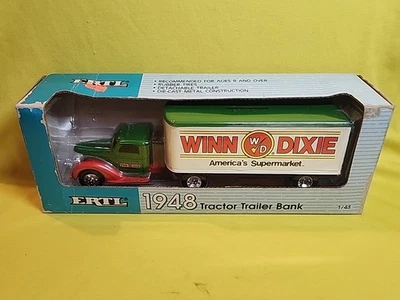 ERTL
• RECOMMENDED FOR AGES 8 AND OVER
• RUBBER TIRES
• DETACHABLE TRAILER
• DIE-CAST METAL CONSTRUCTION
WINN W/D DIXIE
America's Supermarket.
ERTL
1948 Tractor Trailer Bank
1/43